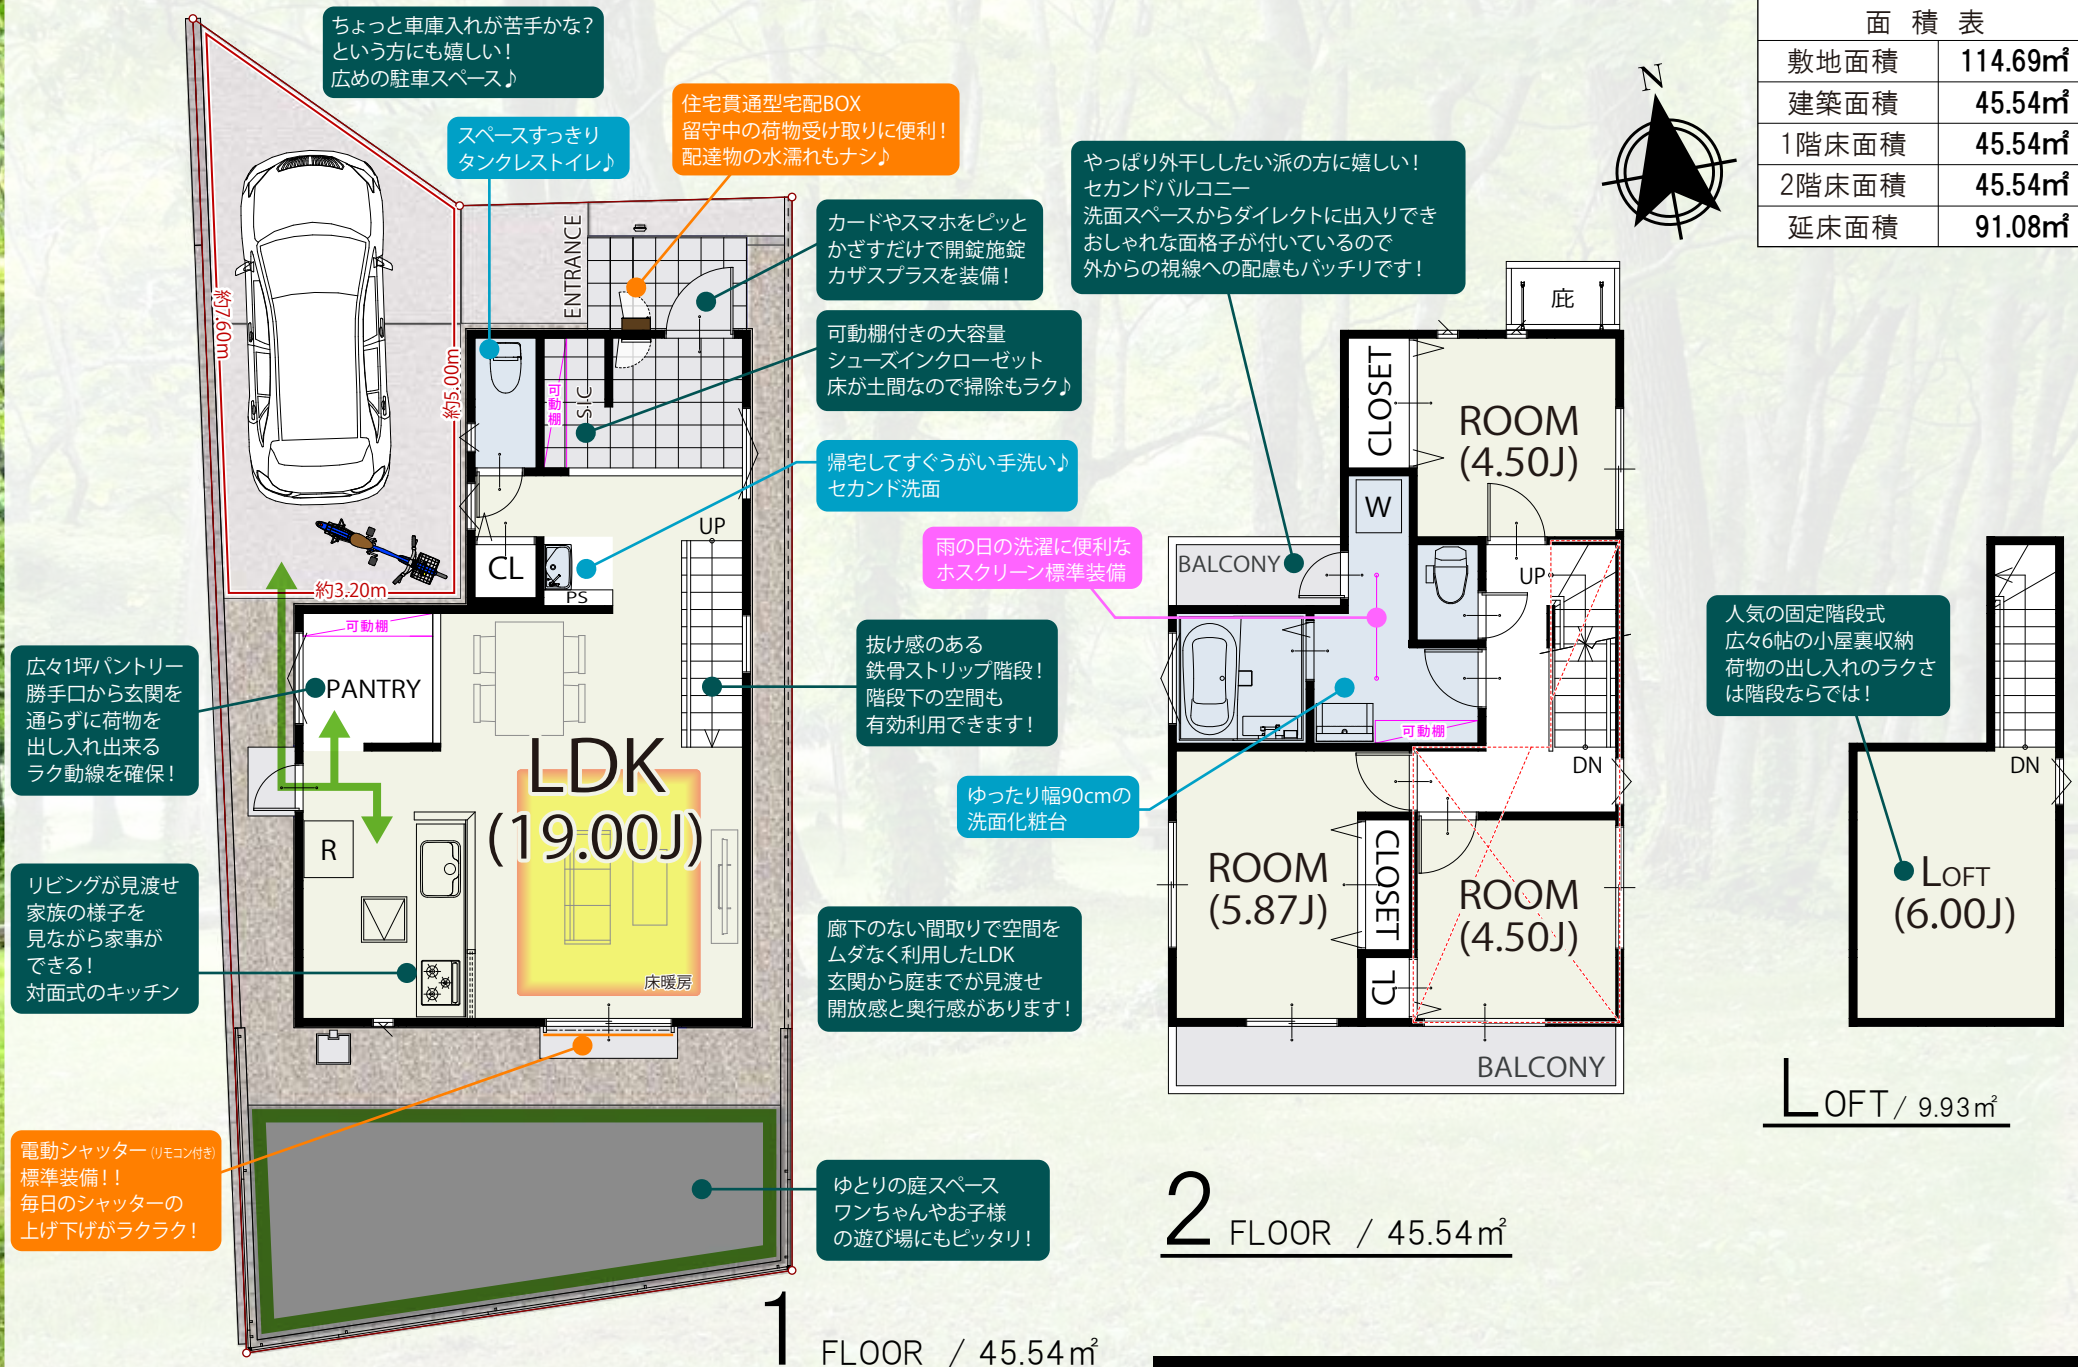 ちょっと車庫入れが苦手かな?
という方にも嬉しい!
広めの駐車スペース♪
スペースすっきり
タンクレストイレ♪
住宅貫通型宅配BOX
留守中の荷物受け取りに便利!
配達物の水濡れもナシ♪
カードやスマホをピッと
かざすだけで開錠施錠
カザスプラスを装備!
可動棚付きの大容量
シューズインクローゼット
床が土間なので掃除もラク♪
帰宅してすぐうがい手洗い♪
セカンド洗面
やっぱり外干ししたい派の方に嬉しい!
セカンドバルコニー
洗面スペースからダイレクトに出入りでき
おしゃれな面格子が付いているので
外からの視線への配慮もバッチリです!
雨の日の洗濯に便利な
ホスクリーン標準装備
抜け感のある
鉄骨ストリップ階段!
階段下の空間も
有効利用できます!
ゆったり幅90cmの
洗面化粧台
広々1坪パントリー
勝手口から玄関を
通らずに荷物を
出し入れ出来る
ラク動線を確保!
リビングが見渡せ
家族の様子を
見ながら家事が
できる!
対面式のキッチン
廊下のない間取りで空間を
ムダなく利用したLDK
玄関から庭までが見渡せ
開放感と奥行感があります!
電動シャッター(リモコン付き)
標準装備!!
毎日のシャッターの
上げ下げがラクラク!
ゆとりの庭スペース
ワンちゃんやお子様
の遊び場にもピッタリ!
人気の固定階段式
広々6帖の小屋裏収納
荷物の出し入れのラクさ
は階段ならでは!
面積表
敷地面積 114.69㎡
建築面積 45.54㎡
1階床面積 45.54㎡
2階床面積 45.54㎡
延床面積 91.08㎡
N
約7.60m
約5.00m
約3.20m
ENTRANCE
可動棚
S.I.C
CL
PS
UP
可動棚
PANTRY
LDK
(19.00J)
R
床暖房
1 FLOOR / 45.54㎡
庇
CLOSET
ROOM
(4.50J)
W
BALCONY
UP
可動棚
DN
ROOM
(5.87J)
CLOSET
CL
ROOM
(4.50J)
BALCONY
2 FLOOR / 45.54㎡
DN
LOFT
(6.00J)
LOFT / 9.93㎡